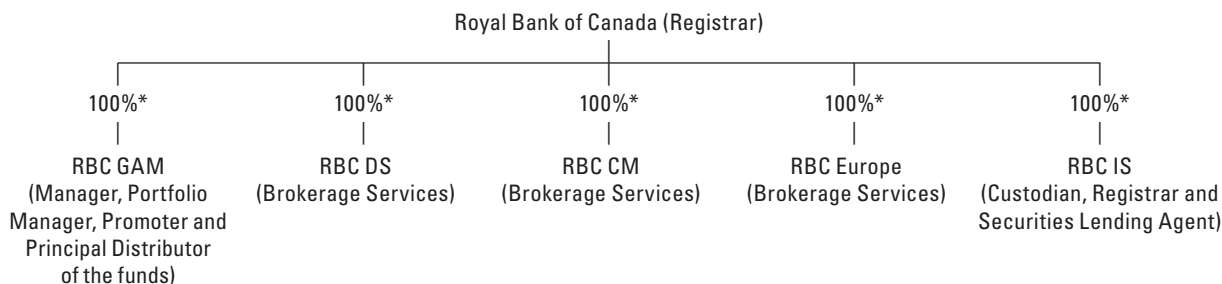 Royal Bank of Canada (Registrar)
100%* 100%* 100%* 100%* 100%*
RBC GAM
(Manager, Portfolio
Manager, Promoter and
Principal Distributor
of the funds)
RBC DS
(Brokerage Services)
RBC CM
(Brokerage Services)
RBC Europe
(Brokerage Services)
RBC IS
(Custodian, Registrar and
Securities Lending Agent)